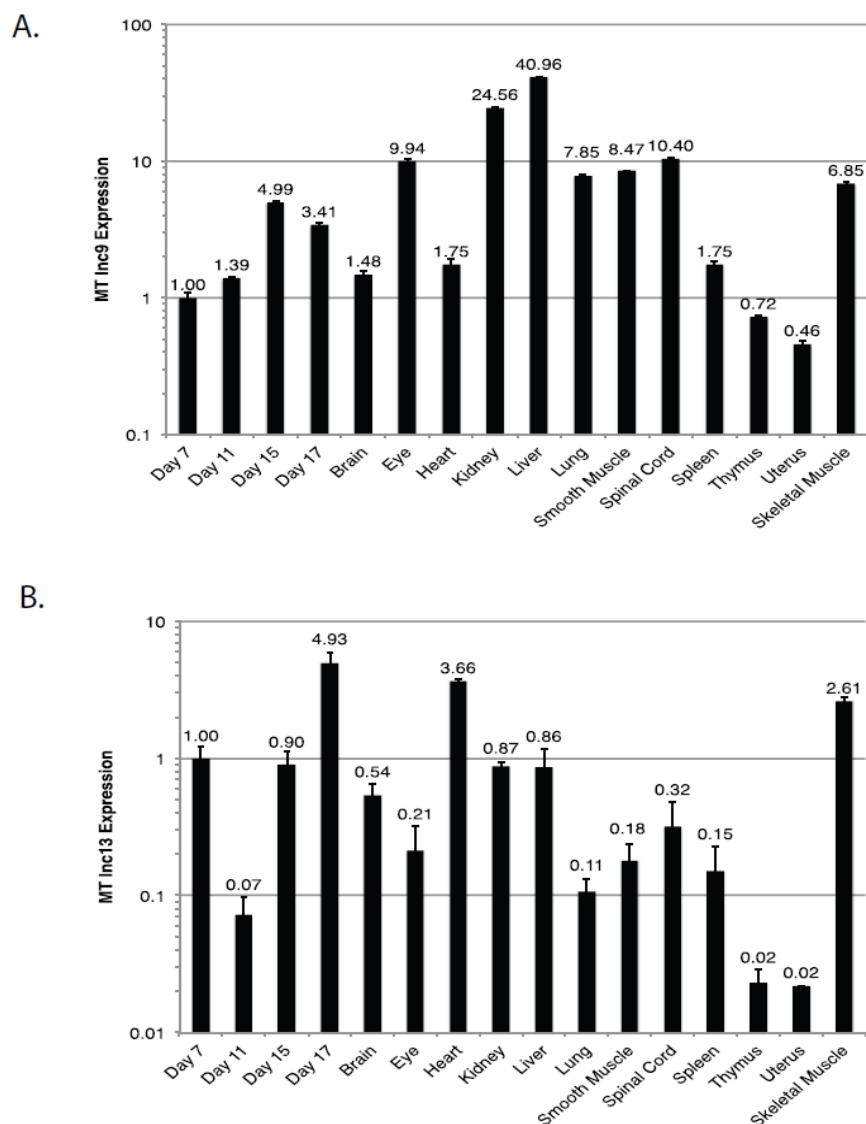 A.
MT lnc9 Expression
100
10
1
0.1
1.00
1.39
4.99
3.41
1.48
9.94
1.75
24.56
40.96
7.85
8.47
10.40
1.75
0.72
0.46
6.85
Day 7
Day 11
Day 15
Day 17
Brain
Eye
Heart
Kidney
Liver
Lung
Smooth Muscle
Spinal Cord
Spleen
Thymus
Uterus
Skeletal Muscle
B.
MT lnc13 Expression
10
1
0.1
0.01
1.00
0.07
0.90
4.93
0.54
0.21
3.66
0.87
0.86
0.11
0.18
0.32
0.15
0.02
0.02
2.61
Day 7
Day 11
Day 15
Day 17
Brain
Eye
Heart
Kidney
Liver
Lung
Smooth Muscle
Spinal Cord
Spleen
Thymus
Uterus
Skeletal Muscle